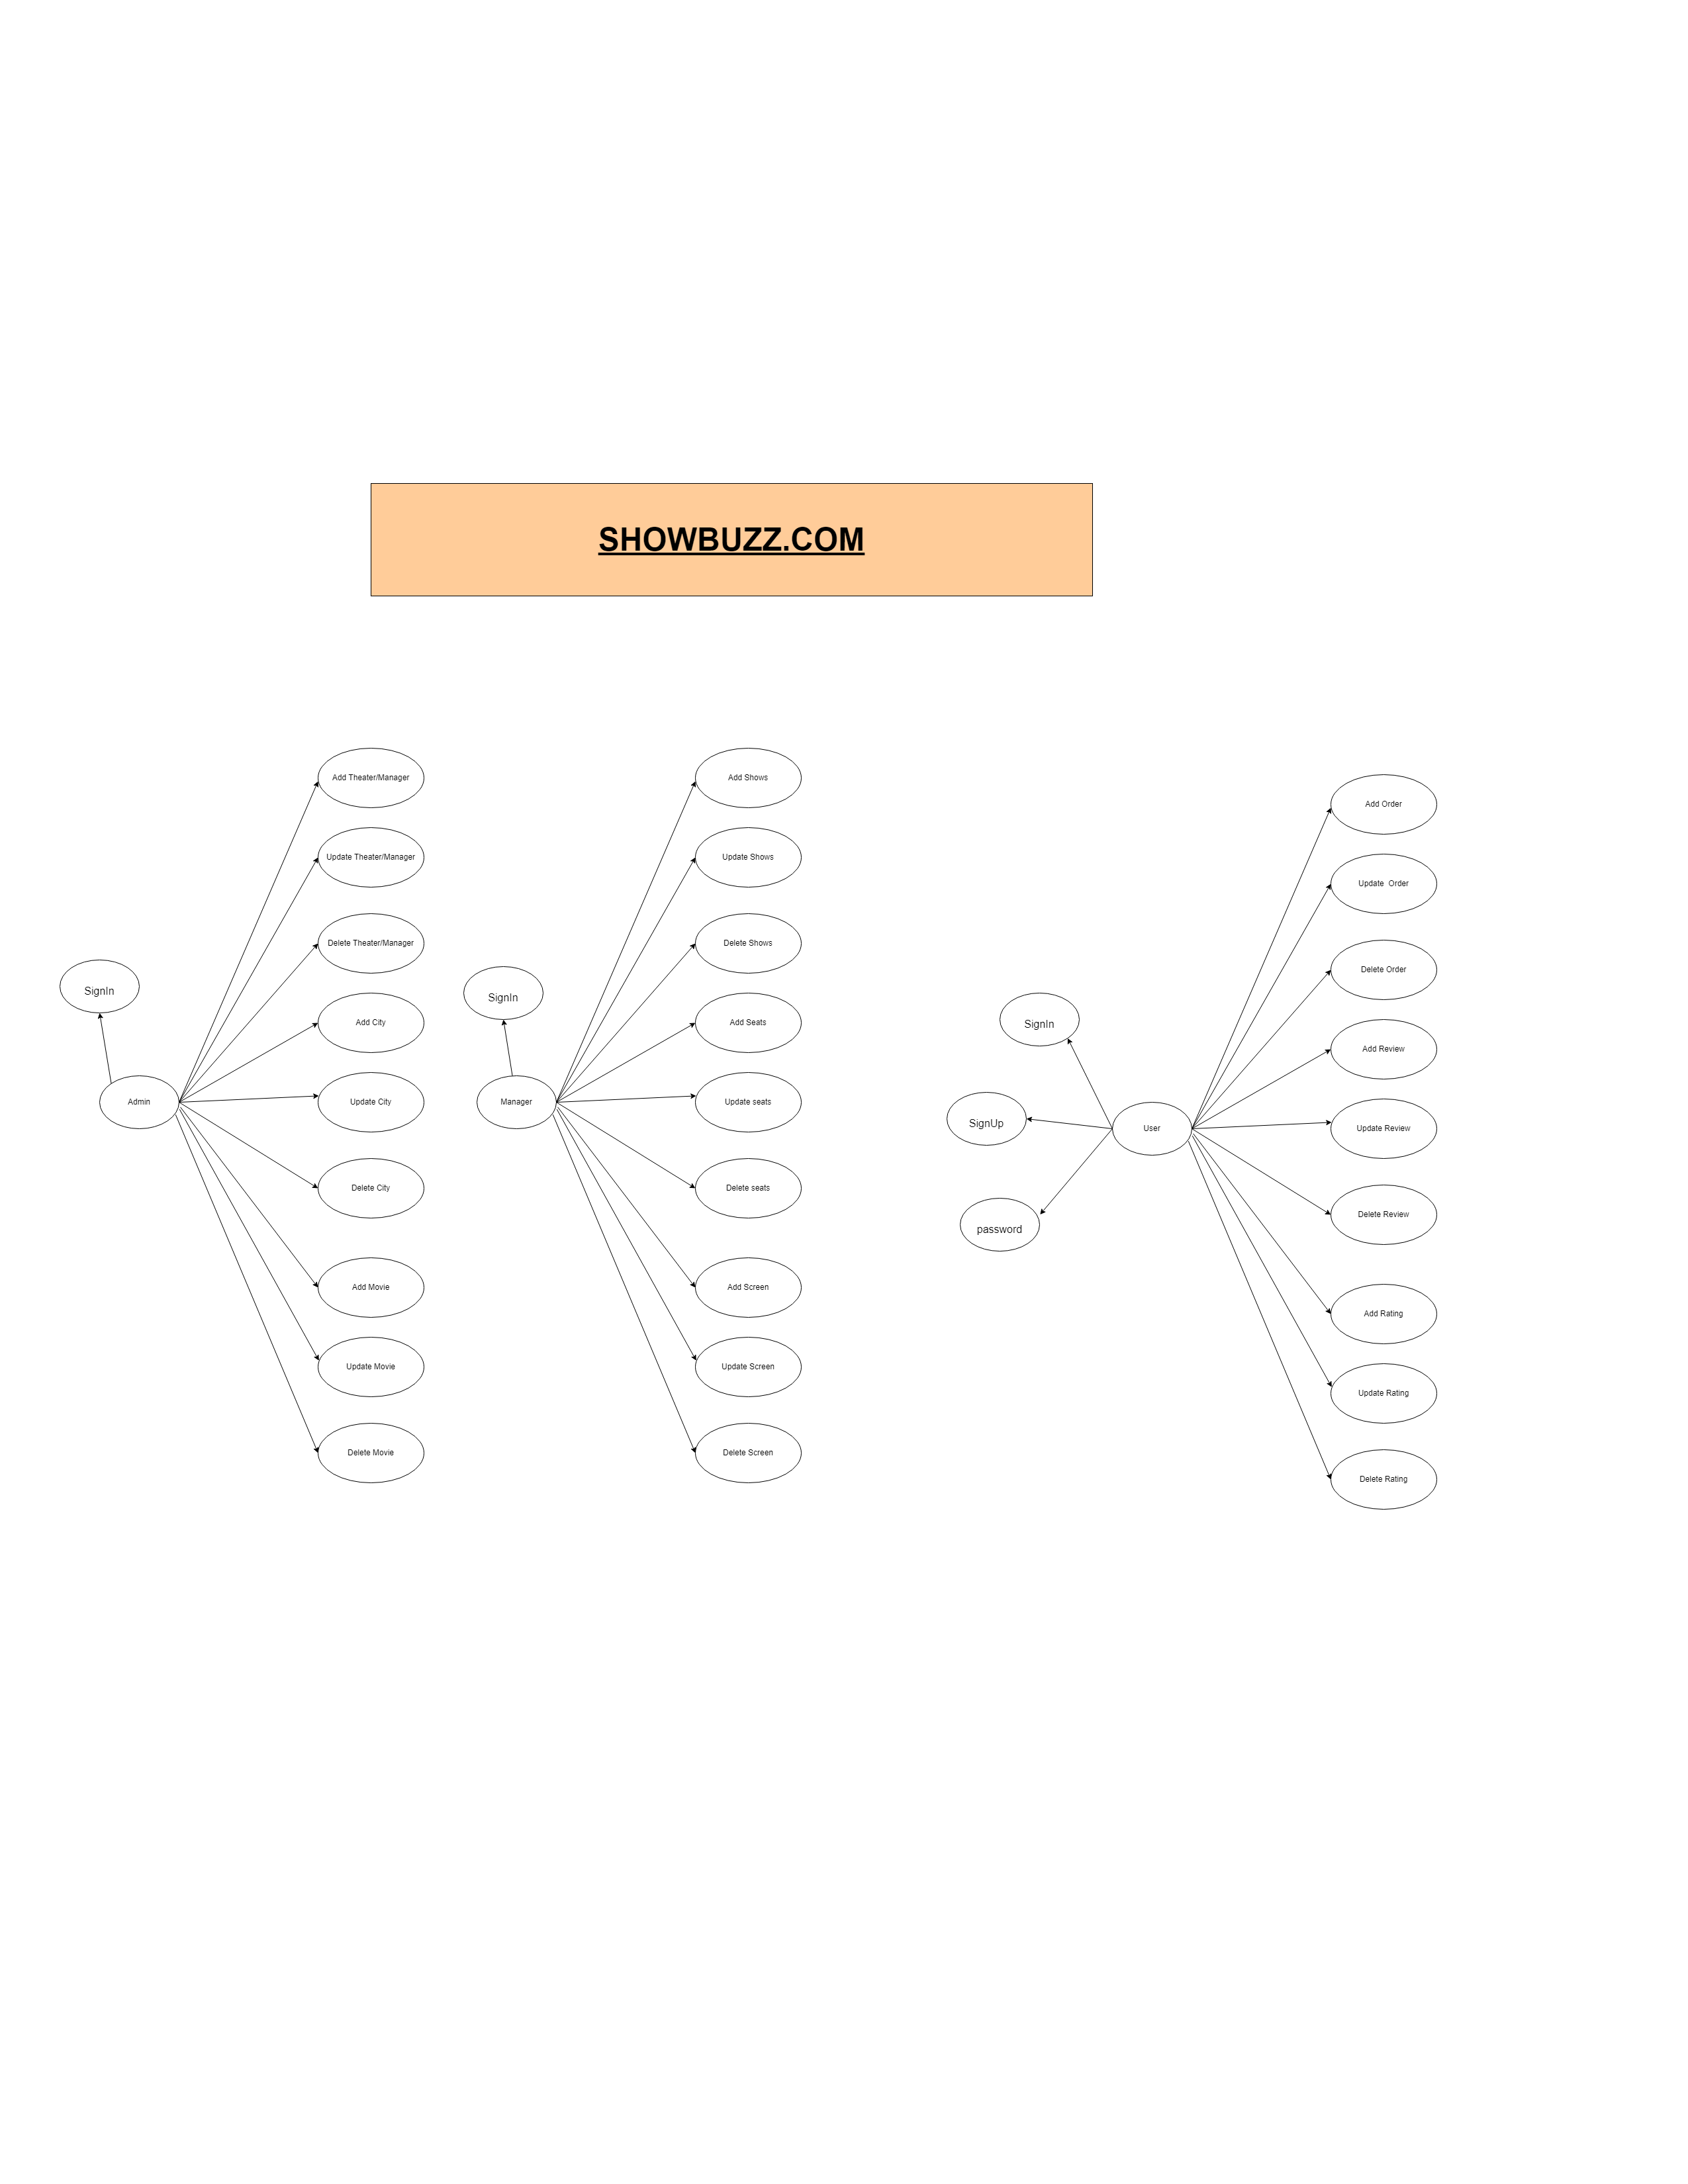 SHOWBUZZ.COM
Add Theater/Manager
Update Theater/Manager
Delete Theater/Manager
SignIn
Add City
Admin
Update City
Delete City
Add Movie
Update Movie
Delete Movie
Add Shows
Update Shows
Delete Shows
SignIn
Add Seats
Manager
Update seats
Delete seats
Add Screen
Update Screen
Delete Screen
Add Order
Update  Order
Delete Order
SignIn
Add Review
SignUp
User
Update Review
password
Delete Review
Add Rating
Update Rating
Delete Rating